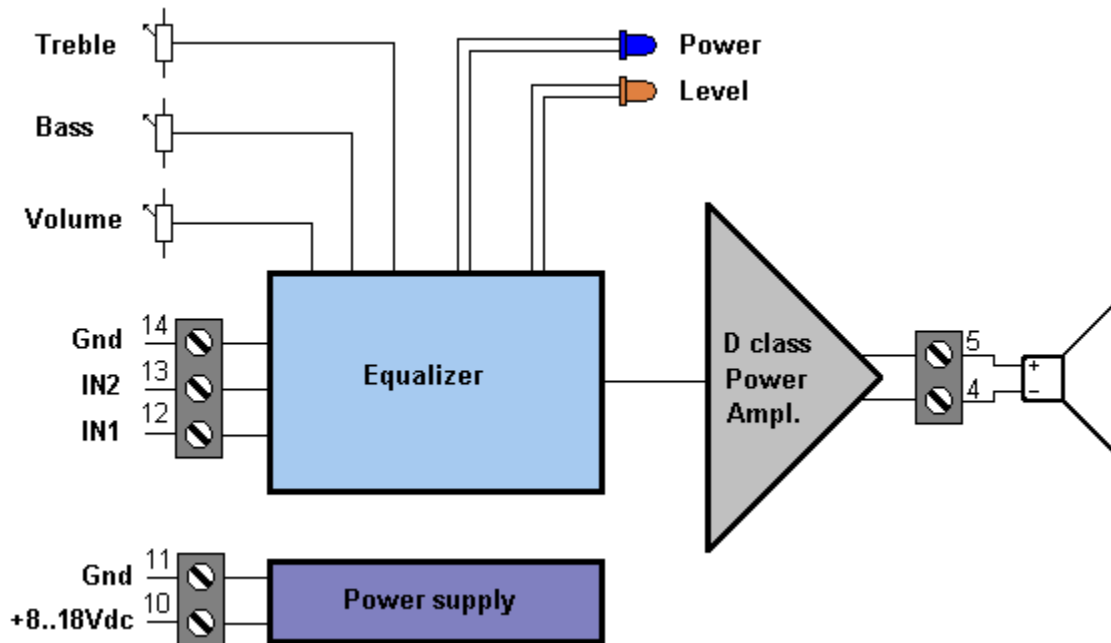 Treble
Power
Level
Bass
Volume
14
Gnd
13
IN2
12
IN1
Equalizer
D class
Power
Ampl.
5
4
+
−
11
Gnd
10
+8..18Vdc
Power supply